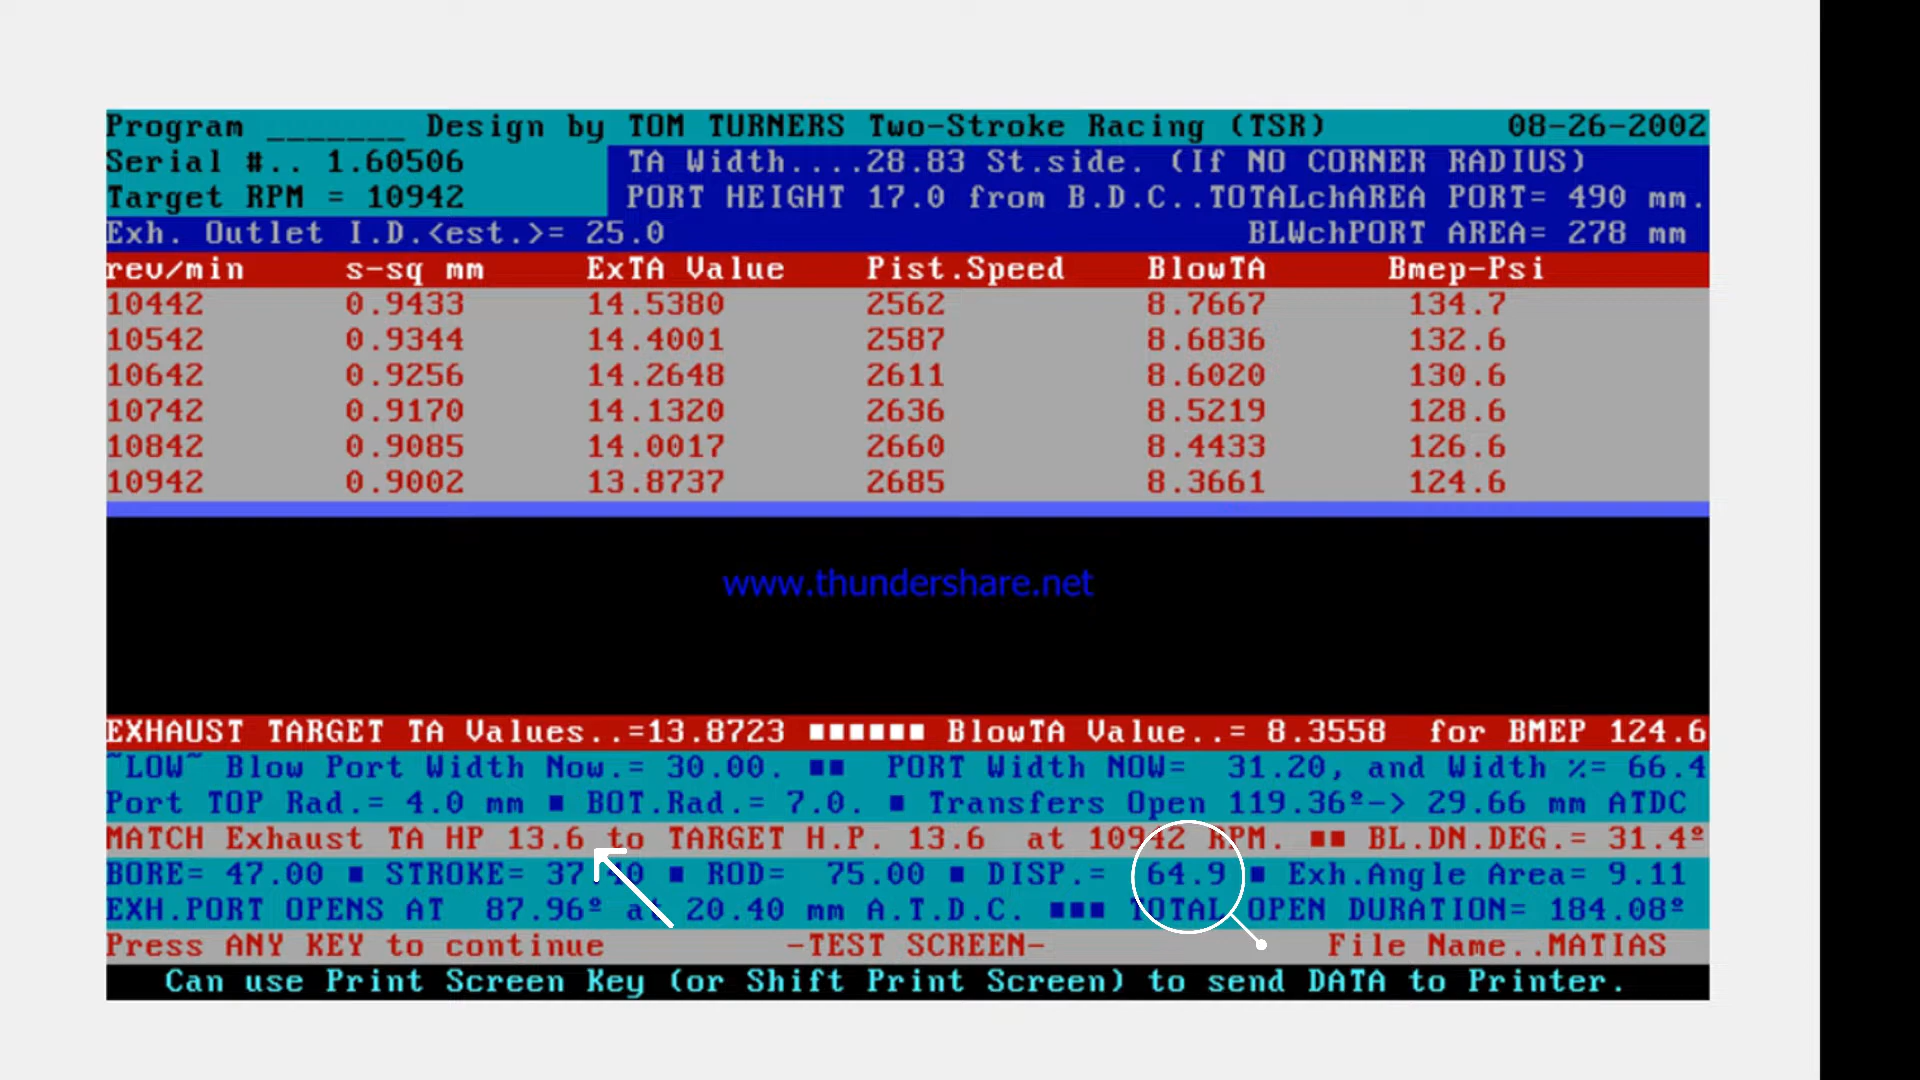 Program _______ Design by TOM TURNERS Two-Stroke Racing (TSR) 08-26-2002
Serial #.. 1.60506 TA Width....28.83 St.side. (If NO CORNER RADIUS)
Target RPM = 10942 PORT HEIGHT 17.0 from B.D.C..TOTALchAREA PORT= 490 mm.
Exh. Outlet I.D.<est.>= 25.0 BLWchPORT AREA= 278 mm
rev/min s-sq mm ExTA Value Pist.Speed BlowTA Bmep-Psi
10442 0.9433 14.5380 2562 8.7667 134.7
10542 0.9344 14.4001 2587 8.6836 132.6
10642 0.9256 14.2648 2611 8.6020 130.6
10742 0.9170 14.1320 2636 8.5219 128.6
10842 0.9085 14.0017 2660 8.4433 126.6
10942 0.9002 13.8737 2685 8.3661 124.6
www.thundershare.net
EXHAUST TARGET TA Values..=13.8723 ■■■■■■ BlowTA Value..= 8.3558 for BMEP 124.6
~LOW~ Blow Port Width Now.= 30.00. ■■ PORT Width NOW= 31.20, and Width %= 66.4
Port TOP Rad.= 4.0 mm ■ BOT.Rad.= 7.0. ■ Transfers Open 119.36º-> 29.66 mm ATDC
MATCH Exhaust TA HP 13.6 to TARGET H.P. 13.6 at 10942 RPM. ■■ BL.DN.DEG.= 31.4º
BORE= 47.00 ■ STROKE= 37.40 ■ ROD= 75.00 ■ DISP.= 64.9 ■ Exh.Angle Area= 9.11
EXH.PORT OPENS AT 87.96º at 20.40 mm A.T.D.C. ■■■ TOTAL OPEN DURATION= 184.08º
Press ANY KEY to continue -TEST SCREEN- File Name..MATIAS
Can use Print Screen Key (or Shift Print Screen) to send DATA to Printer.